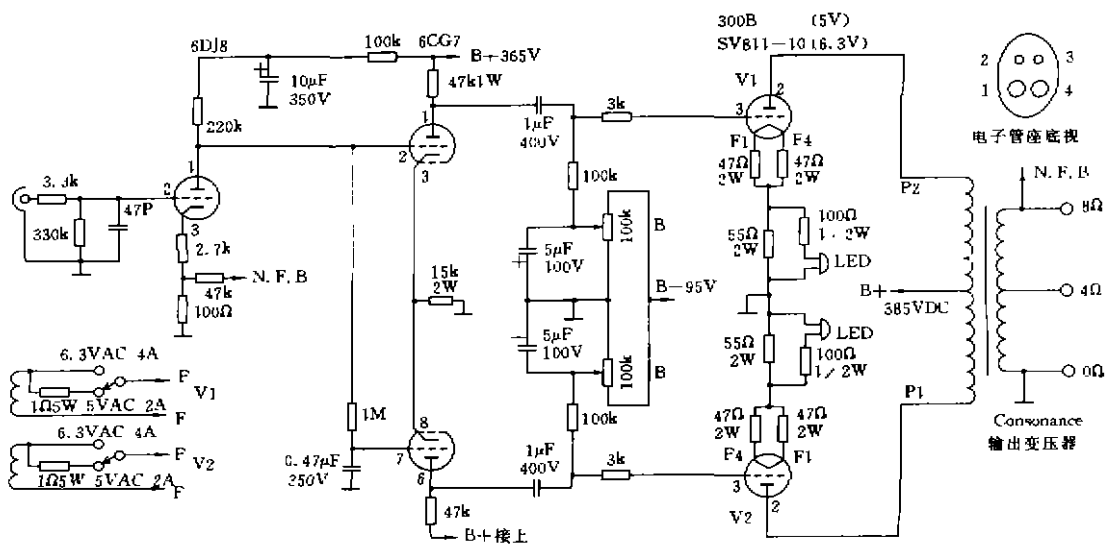 300B (5V)
SV811-10(6.3V)
6DJ8
100k
6CG7
B+365V
10μF
350V
47k1W
220k
V1
2
3
F1 F4
47Ω
2W
47Ω
2W
2 3
1 4
电子管座底视
1μF
400V
3k
1
2
3
1
2
3
3.3k
47P
330k
2.7k
47k
N.F.B
100Ω
100k
100k
B
5μF
100V
B-95V
5μF
100V
100k
B
100k
15k
2W
55Ω
2W
100Ω
1/2W
LED
LED
55Ω
2W
100Ω
1/2W
P2
B+
385VDC
P1
N.F.B
8Ω
4Ω
0Ω
Consonance
输出变压器
6.3VAC 4A
F
V1
1Ω5W 5VAC 2A
F
6.3VAC 4A
F
V2
1Ω5W 5VAC 2A
F
1M
0.47μF
250V
8
7
6
47k
B+接上
1μF
400V
3k
47Ω
2W
47Ω
2W
F4 F1
3
2
V2